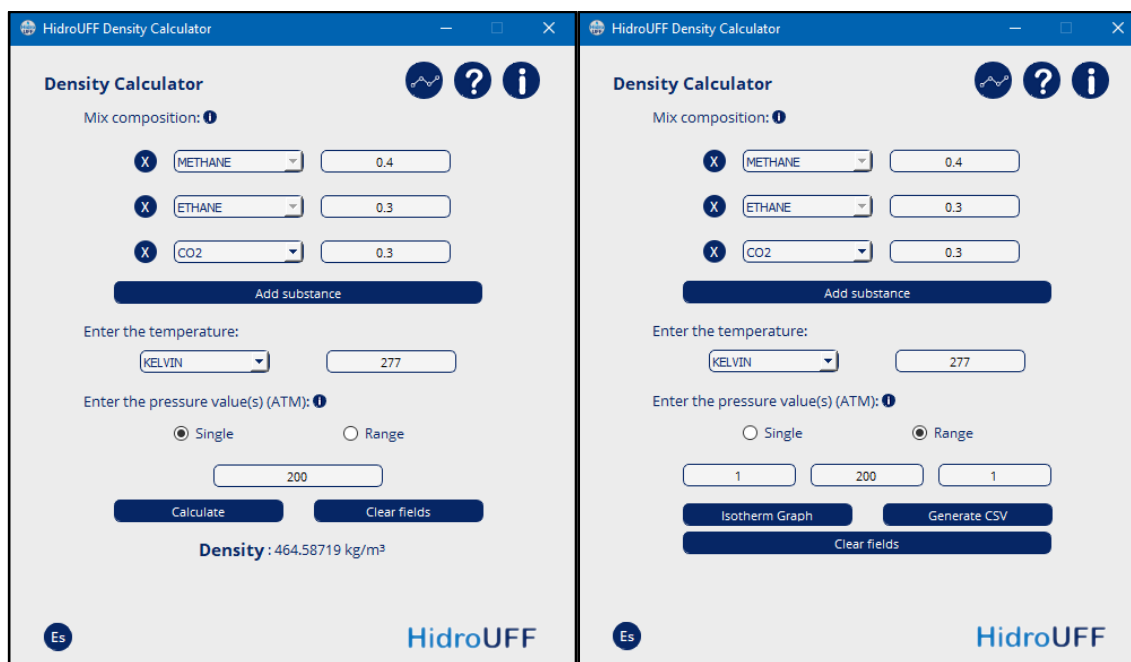 HidroUFF Density Calculator
Density Calculator
Mix composition:
X METHANE 0.4
X ETHANE 0.3
X CO2 0.3
Add substance
Enter the temperature:
KELVIN 277
Enter the pressure value(s) (ATM):
Single Range
200
Calculate Clear fields
Density : 464.58719 kg/m³
Es HidroUFF
HidroUFF Density Calculator
Density Calculator
Mix composition:
X METHANE 0.4
X ETHANE 0.3
X CO2 0.3
Add substance
Enter the temperature:
KELVIN 277
Enter the pressure value(s) (ATM):
Single Range
1 200 1
Isotherm Graph Generate CSV
Clear fields
Es HidroUFF